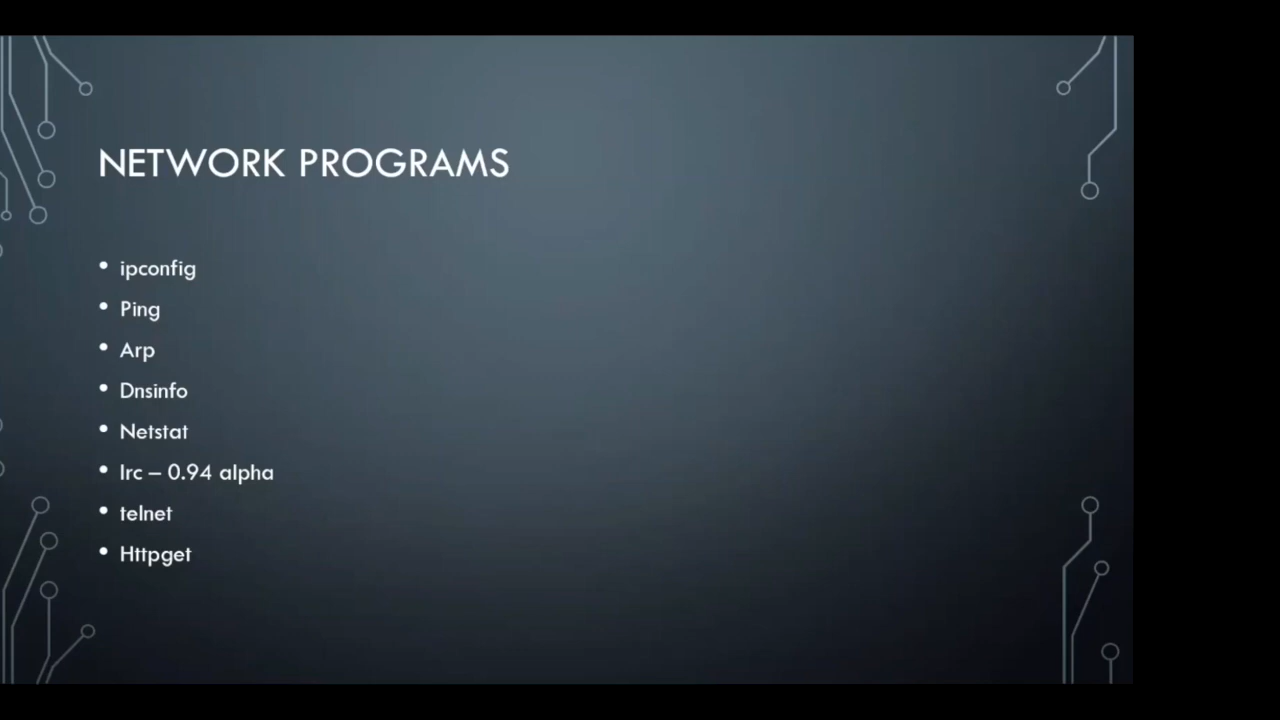 NETWORK PROGRAMS
• ipconfig
• Ping
• Arp
• Dnsinfo
• Netstat
• Irc – 0.94 alpha
• telnet
• Httpget